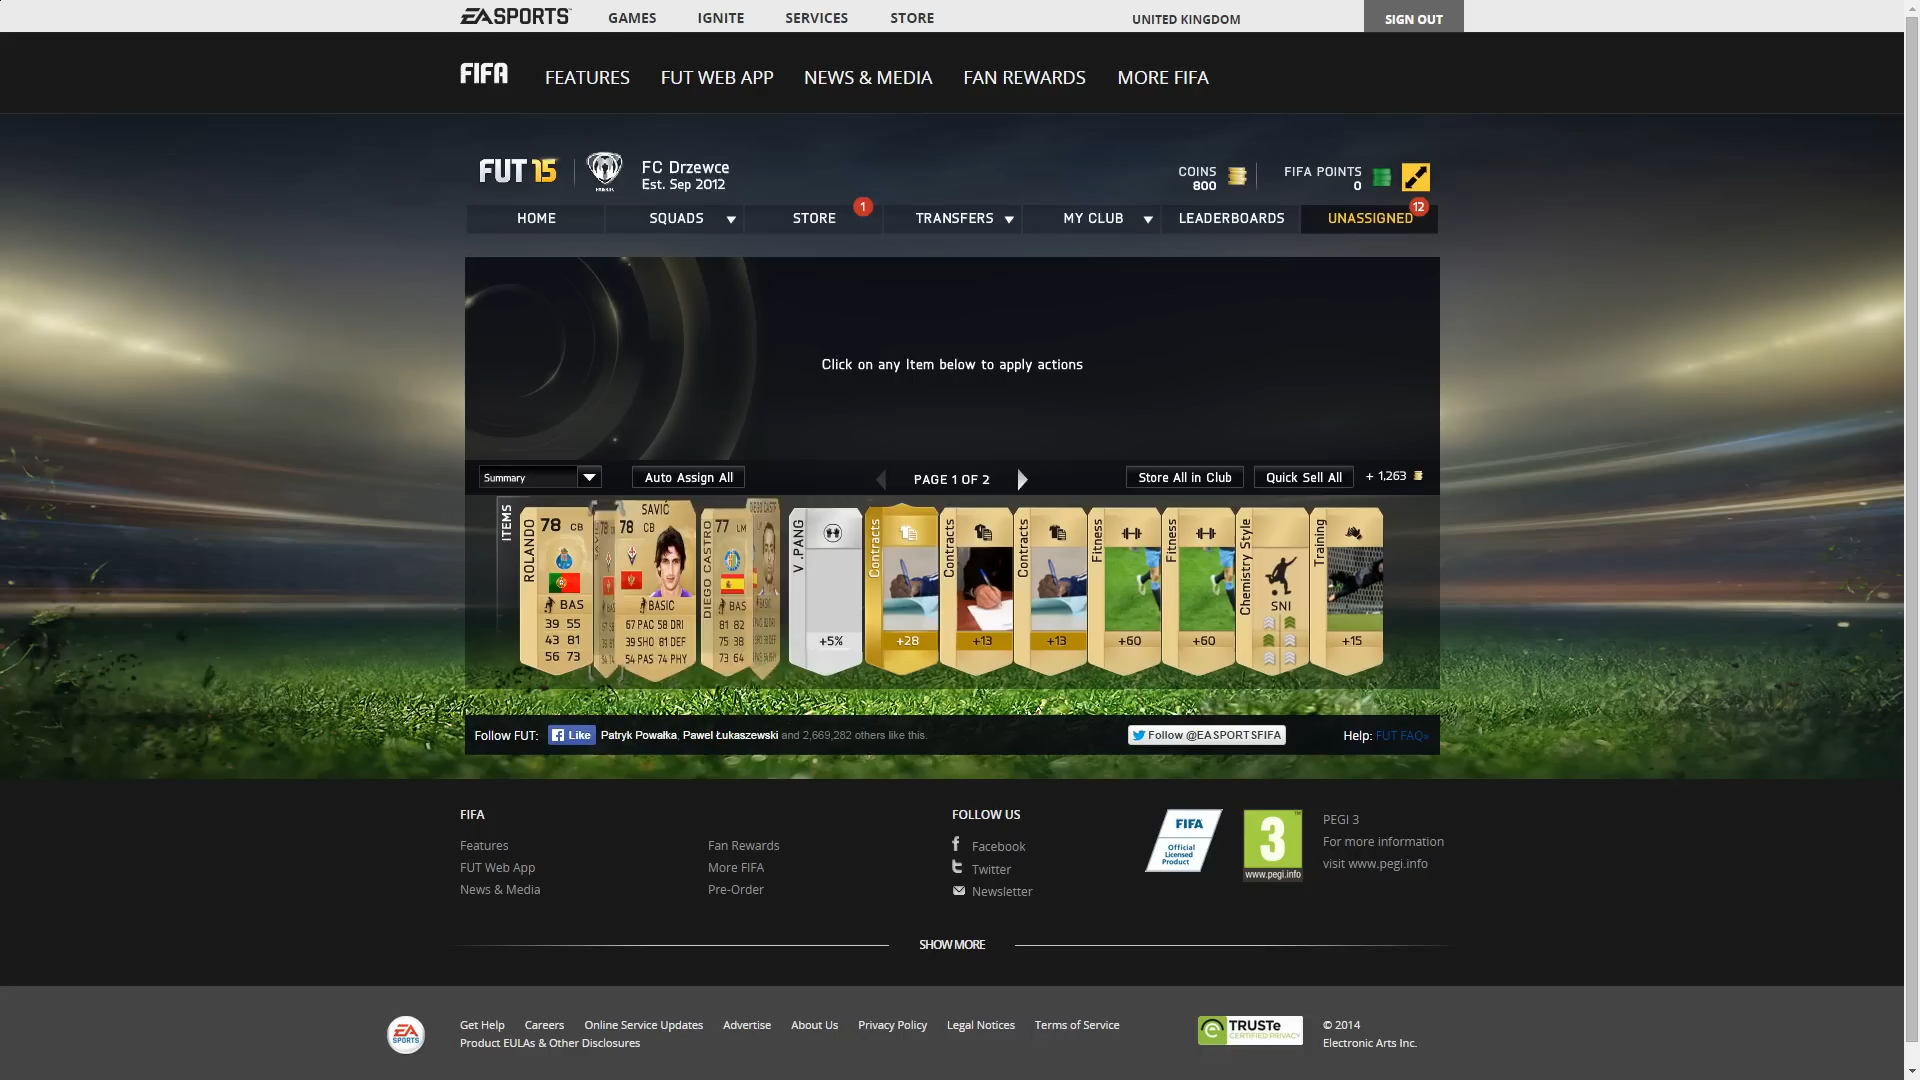 EA SPORTS
GAMES
IGNITE
SERVICES
STORE
UNITED KINGDOM
SIGN OUT
FIFA
FEATURES
FUT WEB APP
NEWS & MEDIA
FAN REWARDS
MORE FIFA
FUT 15
FC Drzewce
Est. Sep 2012
COINS
800
FIFA POINTS
0
HOME
SQUADS
STORE
1
TRANSFERS
MY CLUB
LEADERBOARDS
UNASSIGNED
12
Click on any Item below to apply actions
Summary
Auto Assign All
PAGE 1 OF 2
Store All in Club
Quick Sell All
+ 1,263
ITEMS
ROLANDO
78 CB
BAS
39 55
43 81
56 73
SAVIĆ
78 CB
BASIC
67 PAC 58 DRI
39 SHO 81 DEF
54 PAS 74 PHY
DIEGO CASTRO
77 LM
BAS
81 82
75 38
73 64
V. PANG
+5%
Contracts
+28
Contracts
+13
Contracts
+13
Fitness
+60
Fitness
+60
Chemistry Style
SNI
Training
+15
Follow FUT:
Like
Patryk Powałka, Pawel Łukaszewski and 2,669,282 others like this.
Follow @EASPORTSFIFA
Help: FUT FAQ»
FIFA
Features
FUT Web App
News & Media
Fan Rewards
More FIFA
Pre-Order
FOLLOW US
Facebook
Twitter
Newsletter
FIFA
Official
Licensed
Product
3
www.pegi.info
PEGI 3
For more information
visit www.pegi.info
SHOW MORE
EA
SPORTS
Get Help
Careers
Online Service Updates
Advertise
About Us
Privacy Policy
Legal Notices
Terms of Service
Product EULAs & Other Disclosures
TRUSTe
CERTIFIED PRIVACY
© 2014
Electronic Arts Inc.